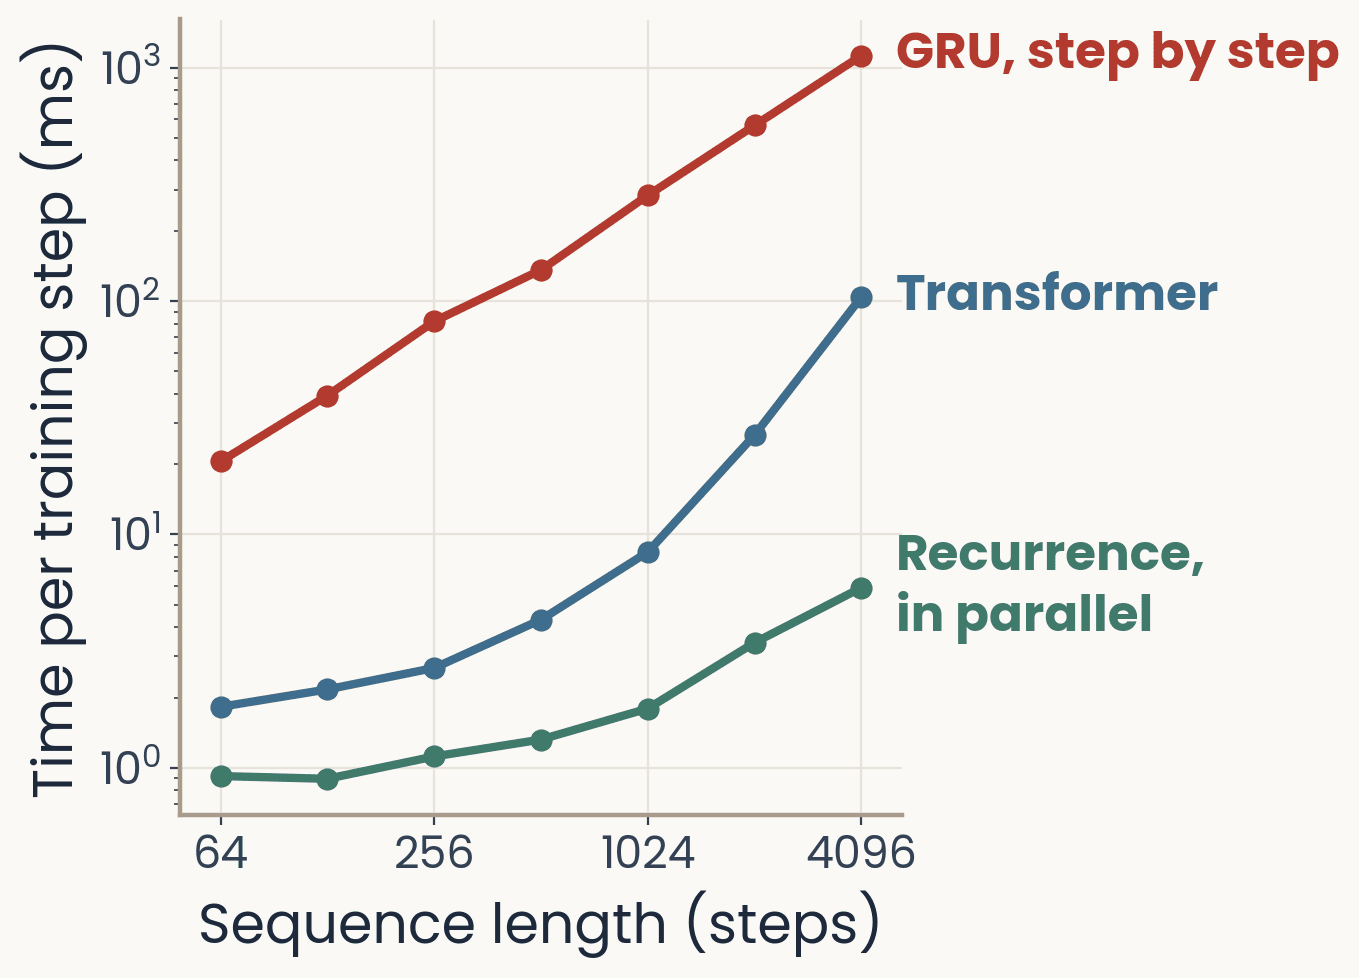 Time per training step (ms)
10³
10²
10¹
10⁰
GRU, step by step
Transformer
Recurrence,
in parallel
64
256
1024
4096
Sequence length (steps)